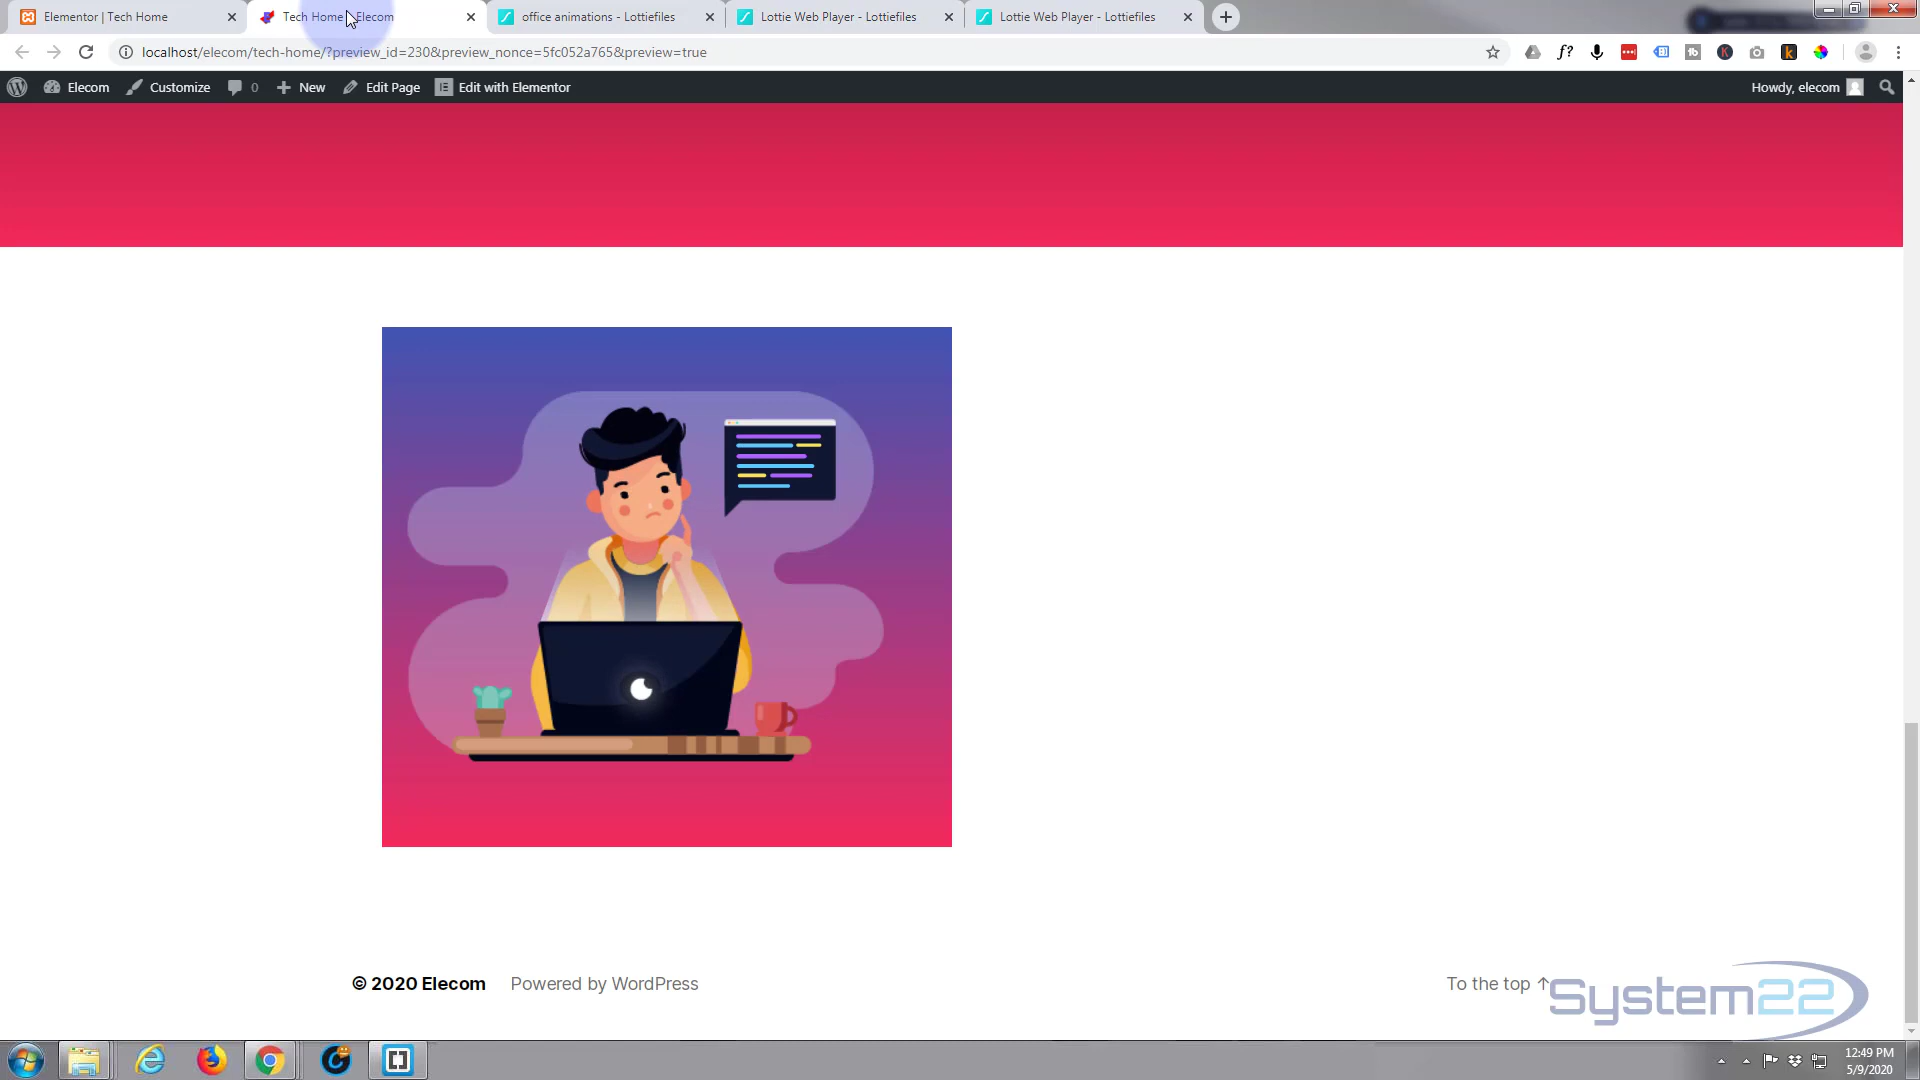 Elementor | Tech Home
Tech Home - Elecom
office animations - Lottiefiles
Lottie Web Player - Lottiefiles
Lottie Web Player - Lottiefiles
localhost/elecom/tech-home/?preview_id=230&preview_nonce=5fc052a765&preview=true
Elecom
Customize
0
New
Edit Page
Edit with Elementor
Howdy, elecom
© 2020 Elecom
Powered by WordPress
To the top ↑
System22
12:49 PM
5/9/2020